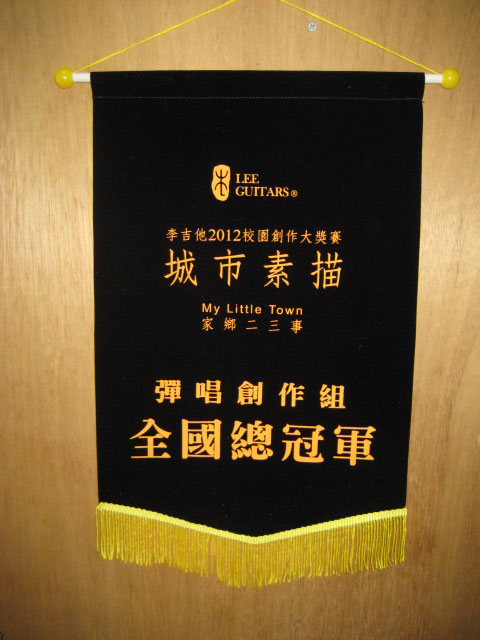 LEE
GUITARS®
李吉他2012校園創作大獎賽
城市素描
My Little Town
家鄉二三事
彈唱創作組
全國總冠軍